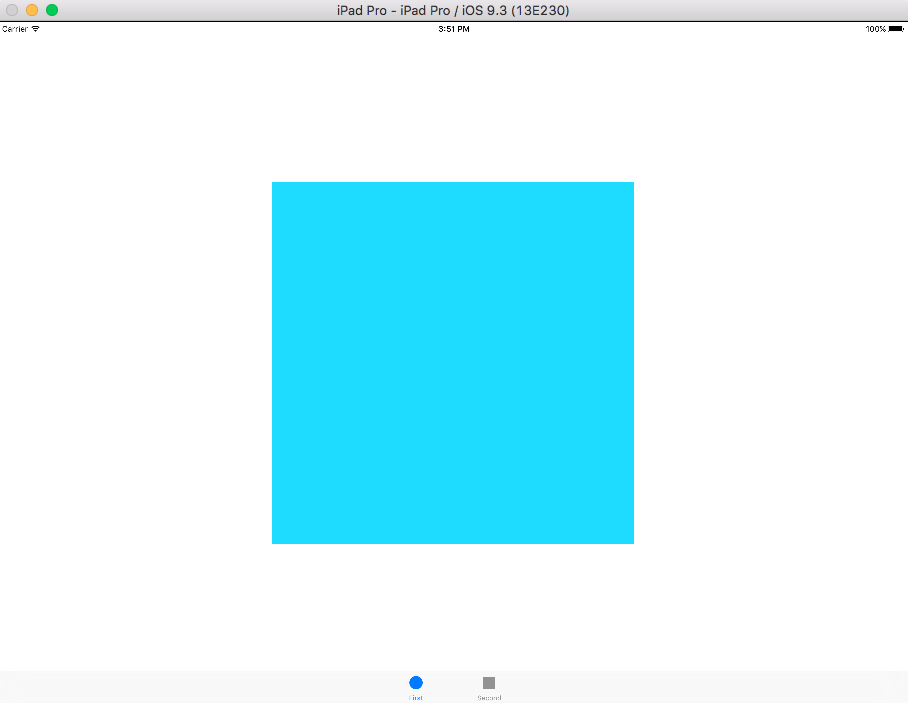 iPad Pro - iPad Pro / iOS 9.3 (13E230)
Carrier 3:51 PM 100%
First Second